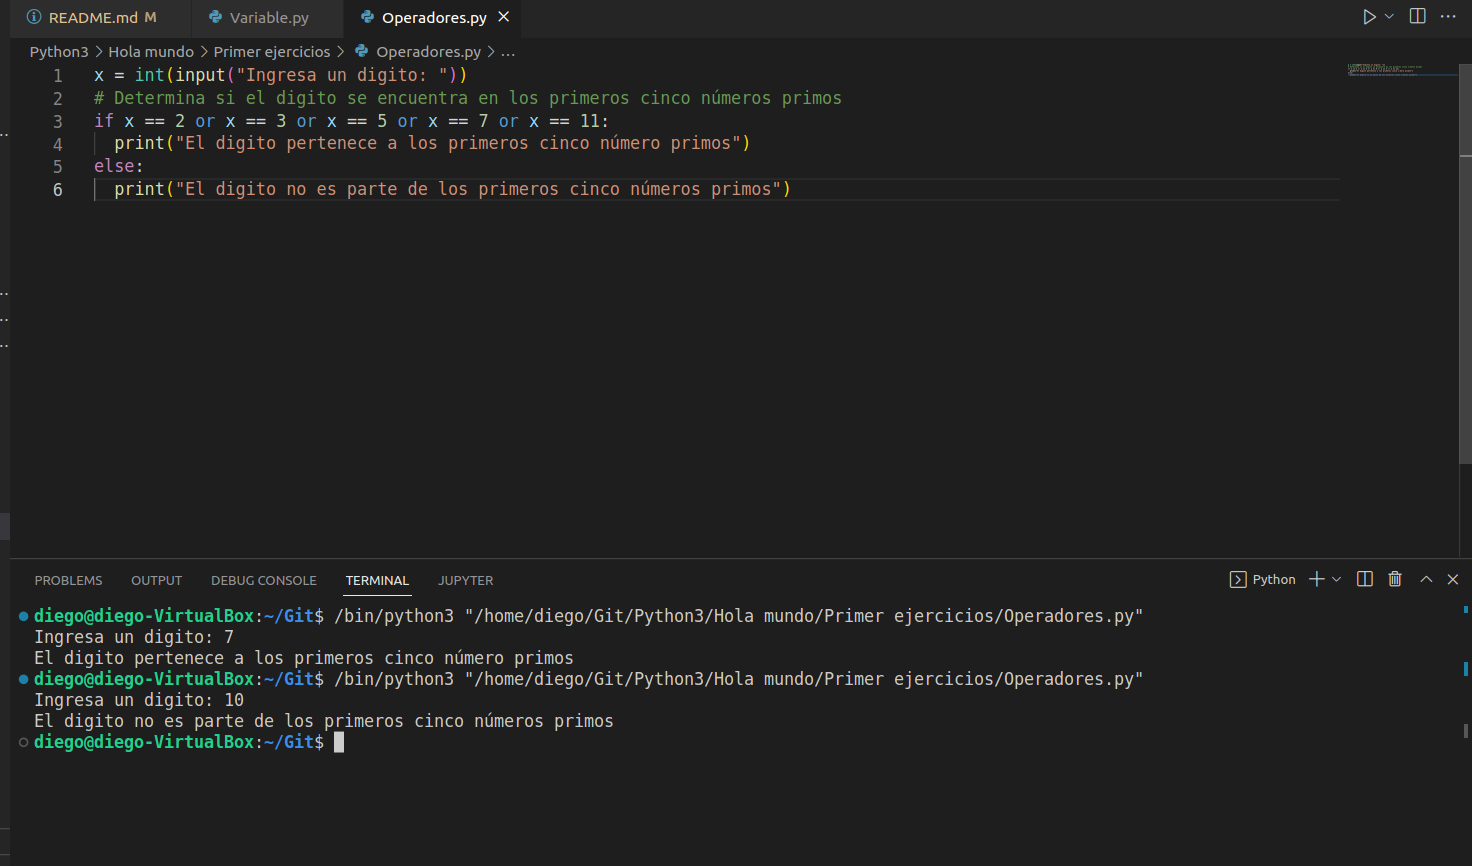 README.md M Variable.py Operadores.py
Python3 > Hola mundo > Primer ejercicios > Operadores.py > ...
1 x = int(input("Ingresa un digito: "))
2 # Determina si el digito se encuentra en los primeros cinco números primos
3 if x == 2 or x == 3 or x == 5 or x == 7 or x == 11:
4 print("El digito pertenece a los primeros cinco número primos")
5 else:
6 print("El digito no es parte de los primeros cinco números primos")
PROBLEMS OUTPUT DEBUG CONSOLE TERMINAL JUPYTER Python
diego@diego-VirtualBox:~/Git$ /bin/python3 "/home/diego/Git/Python3/Hola mundo/Primer ejercicios/Operadores.py"
Ingresa un digito: 7
El digito pertenece a los primeros cinco número primos
diego@diego-VirtualBox:~/Git$ /bin/python3 "/home/diego/Git/Python3/Hola mundo/Primer ejercicios/Operadores.py"
Ingresa un digito: 10
El digito no es parte de los primeros cinco números primos
diego@diego-VirtualBox:~/Git$